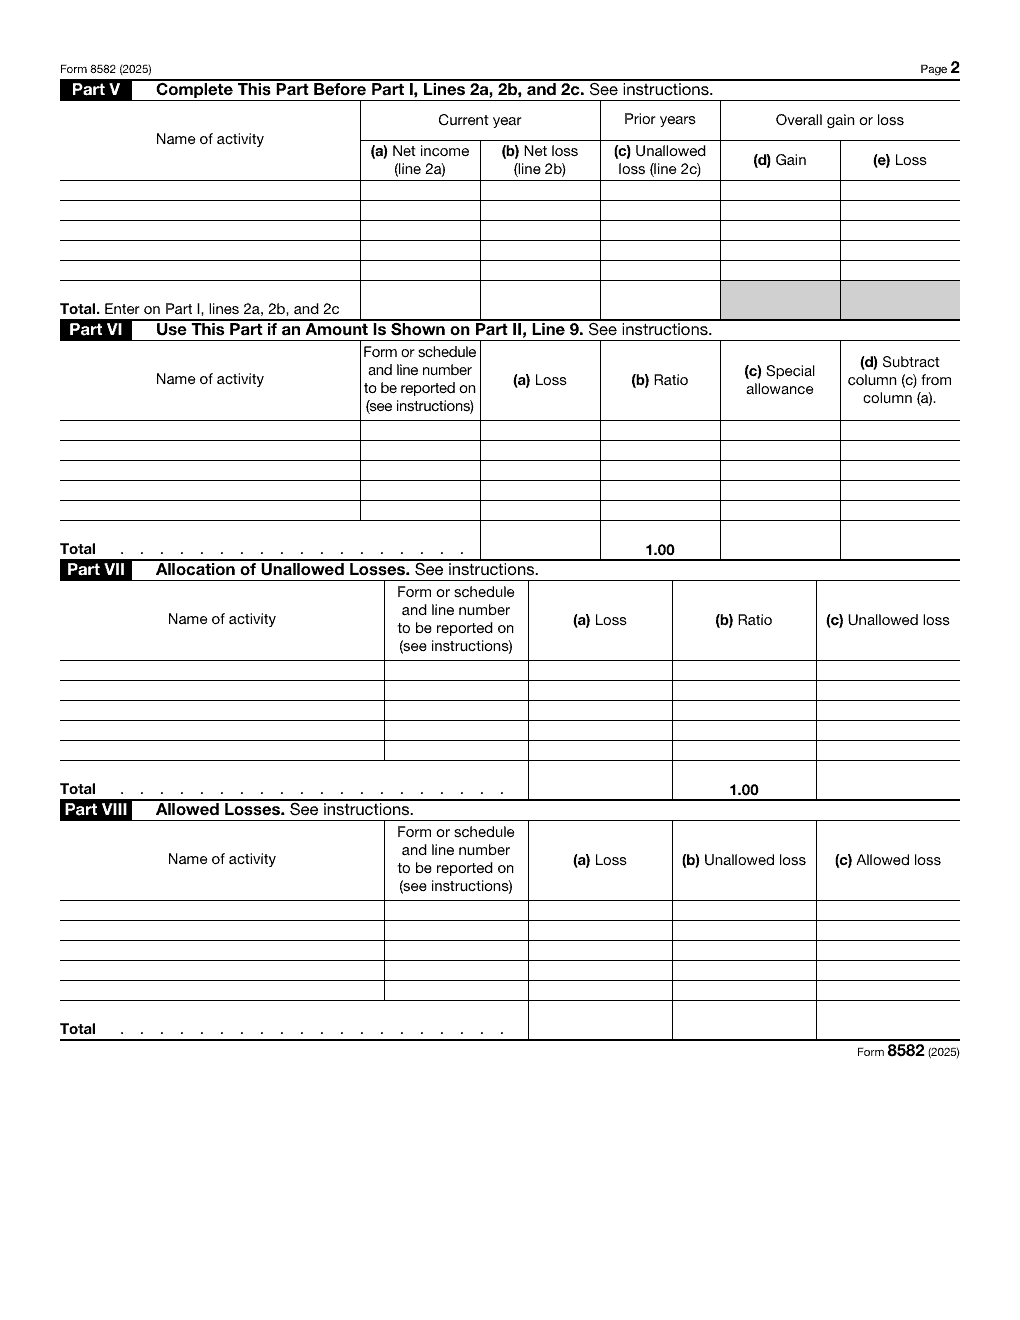 Form 8582 (2025) Page 2
Part V Complete This Part Before Part I, Lines 2a, 2b, and 2c. See instructions.
Name of activity
Current year
Prior years
Overall gain or loss
(a) Net income
(line 2a)
(b) Net loss
(line 2b)
(c) Unallowed
loss (line 2c)
(d) Gain
(e) Loss
Total. Enter on Part I, lines 2a, 2b, and 2c
Part VI Use This Part if an Amount Is Shown on Part II, Line 9. See instructions.
Name of activity
Form or schedule
and line number
to be reported on
(see instructions)
(a) Loss
(b) Ratio
(c) Special
allowance
(d) Subtract
column (c) from
column (a).
Total . . . . . . . . . . . . . . . . . . 1.00
Part VII Allocation of Unallowed Losses. See instructions.
Name of activity
Form or schedule
and line number
to be reported on
(see instructions)
(a) Loss
(b) Ratio
(c) Unallowed loss
Total . . . . . . . . . . . . . . . . . . . . 1.00
Part VIII Allowed Losses. See instructions.
Name of activity
Form or schedule
and line number
to be reported on
(see instructions)
(a) Loss
(b) Unallowed loss
(c) Allowed loss
Total . . . . . . . . . . . . . . . . . . . .
Form 8582 (2025)